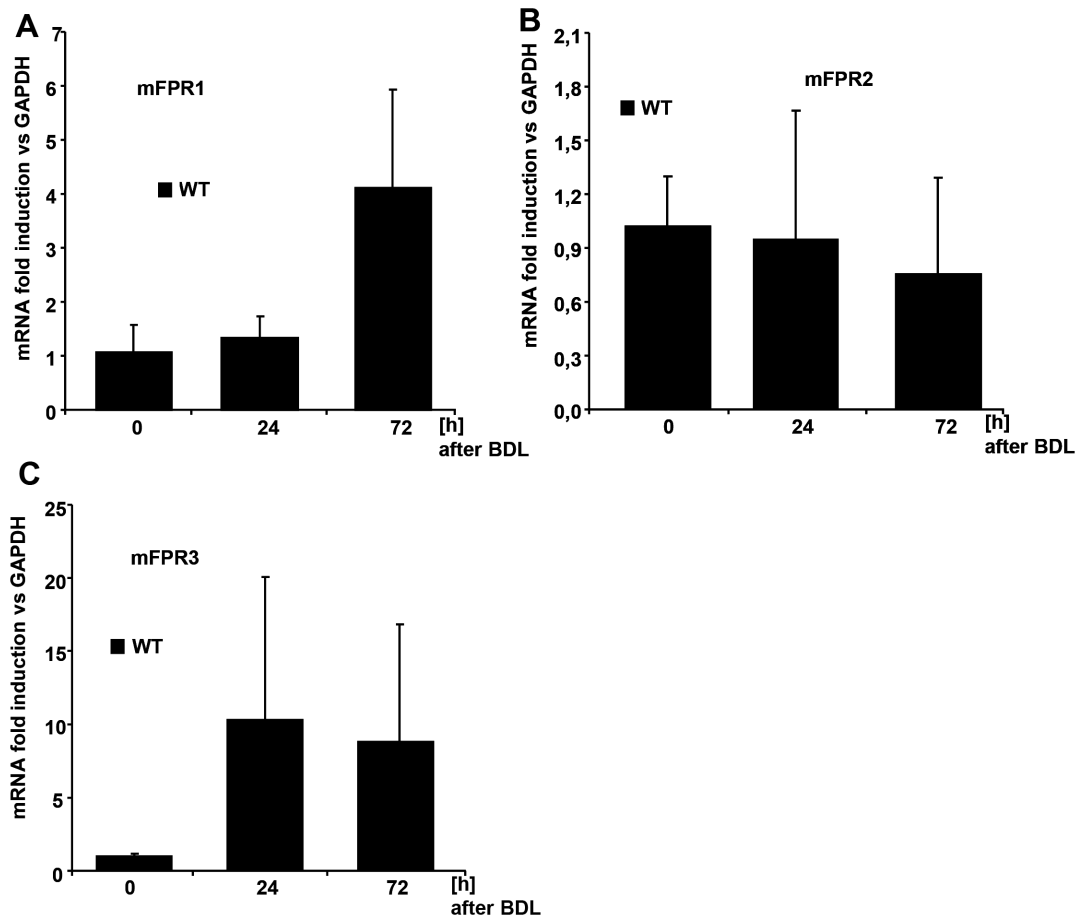 A
mRNA fold induction vs GAPDH
7
6
5
4
3
2
1
0
mFPR1
WT
0 24 72 [h]
after BDL
B
mRNA fold induction vs GAPDH
2,1
1,8
1,5
1,2
0,9
0,6
0,3
0,0
mFPR2
WT
0 24 72 [h]
after BDL
C
mRNA fold induction vs GAPDH
25
20
15
10
5
0
mFPR3
WT
0 24 72 [h]
after BDL